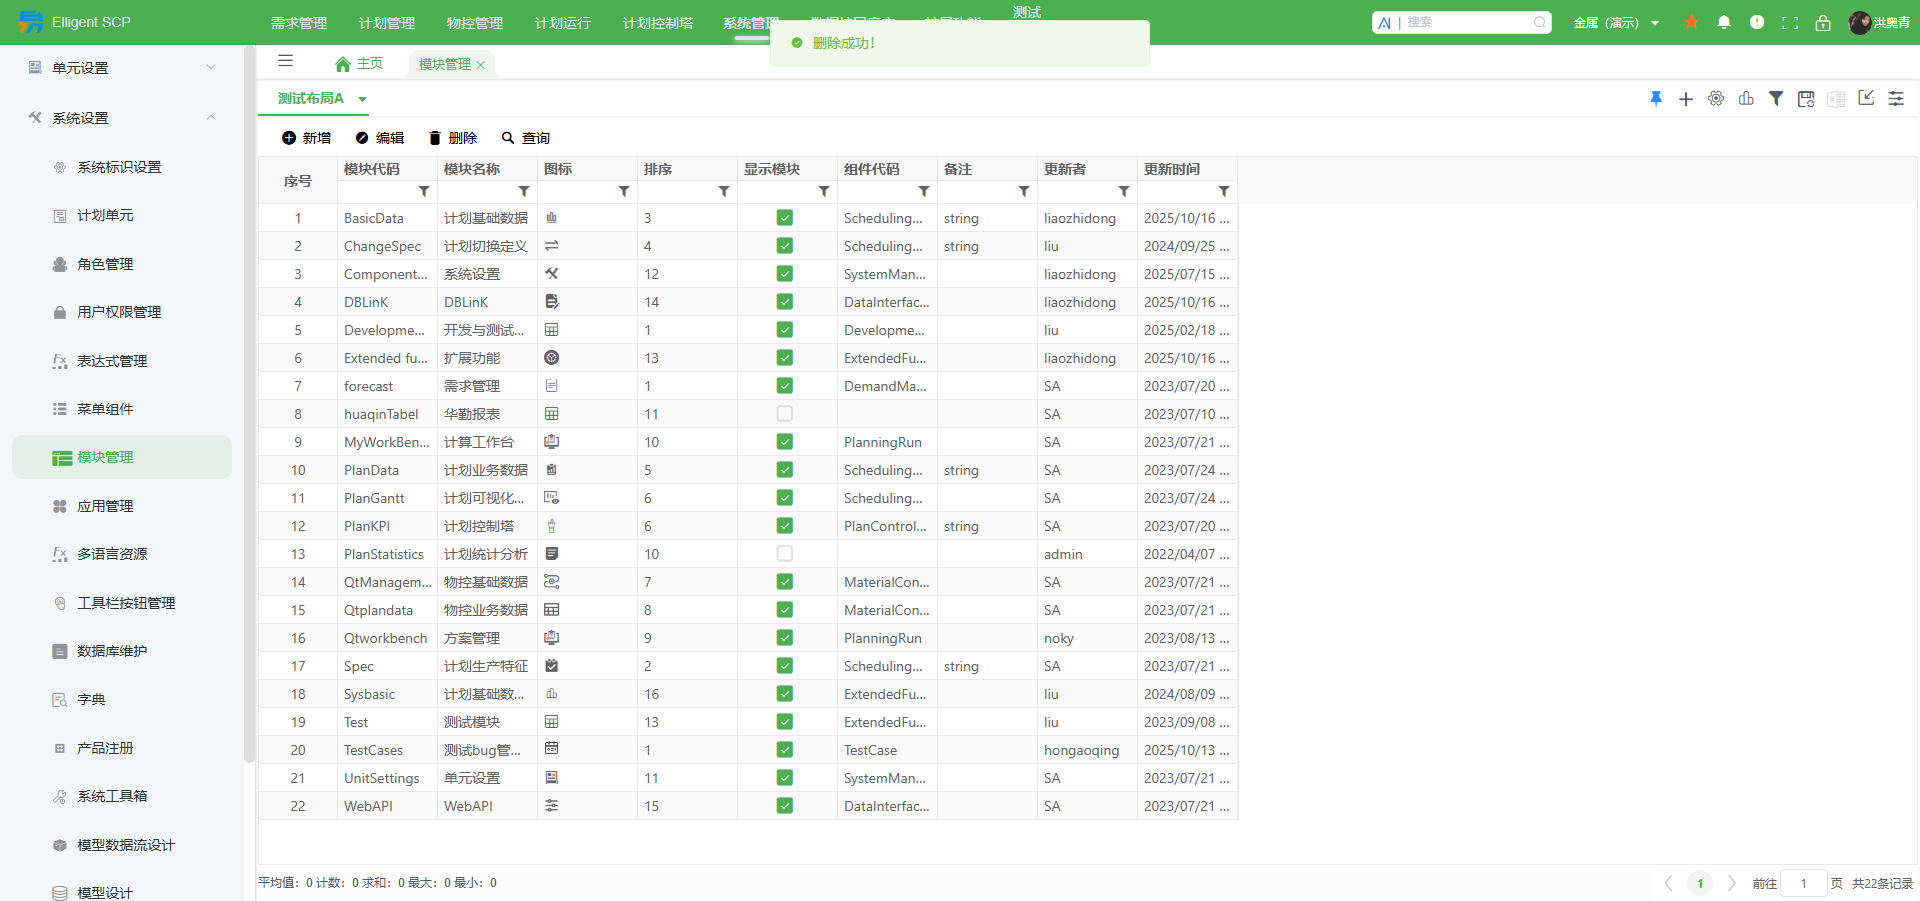 Elligent SCP
需求管理 计划管理 物控管理 计划运行 计划控制塔 系统管理 测试
搜索
金属（演示）
洪奥青
删除成功！
单元设置
系统设置
系统标识设置
计划单元
角色管理
用户权限管理
表达式管理
菜单组件
模块管理
应用管理
多语言资源
工具栏按钮管理
数据库维护
字典
产品注册
系统工具箱
模型数据流设计
模型设计
主页 模块管理
测试布局A
新增 编辑 删除 查询
序号 模块代码 模块名称 图标 排序 显示模块 组件代码 备注 更新者 更新时间
1 BasicData 计划基础数据 3 Scheduling... string liaozhidong 2025/10/16 ...
2 ChangeSpec 计划切换定义 4 Scheduling... string liu 2024/09/25 ...
3 Component... 系统设置 12 SystemMan... liaozhidong 2025/07/15 ...
4 DBLinK DBLinK 14 DataInterfac... liaozhidong 2025/10/16 ...
5 Developme... 开发与测试... 1 Developme... liu 2025/02/18 ...
6 Extended fu... 扩展功能 13 ExtendedFu... liaozhidong 2025/10/16 ...
7 forecast 需求管理 1 DemandMa... SA 2023/07/20 ...
8 huaqinTabel 华勤报表 11 SA 2023/07/10 ...
9 MyWorkBen... 计算工作台 10 PlanningRun SA 2023/07/21 ...
10 PlanData 计划业务数据 5 Scheduling... string SA 2023/07/24 ...
11 PlanGantt 计划可视化... 6 Scheduling... SA 2023/07/24 ...
12 PlanKPI 计划控制塔 6 PlanControl... string SA 2023/07/20 ...
13 PlanStatistics 计划统计分析 10 admin 2022/04/07 ...
14 QtManagem... 物控基础数据 7 MaterialCon... SA 2023/07/21 ...
15 Qtplandata 物控业务数据 8 MaterialCon... SA 2023/07/21 ...
16 Qtworkbench 方案管理 9 PlanningRun noky 2023/08/13 ...
17 Spec 计划生产特征 2 Scheduling... string SA 2023/07/21 ...
18 Sysbasic 计划基础数... 16 ExtendedFu... liu 2024/08/09 ...
19 Test 测试模块 13 ExtendedFu... liu 2023/09/08 ...
20 TestCases 测试bug管... 1 TestCase hongaoqing 2025/10/13 ...
21 UnitSettings 单元设置 11 SystemMan... SA 2023/07/21 ...
22 WebAPI WebAPI 15 DataInterfac... SA 2023/07/21 ...
平均值：0 计数：0 求和：0 最大：0 最小：0
1 前往 1 页 共22条记录